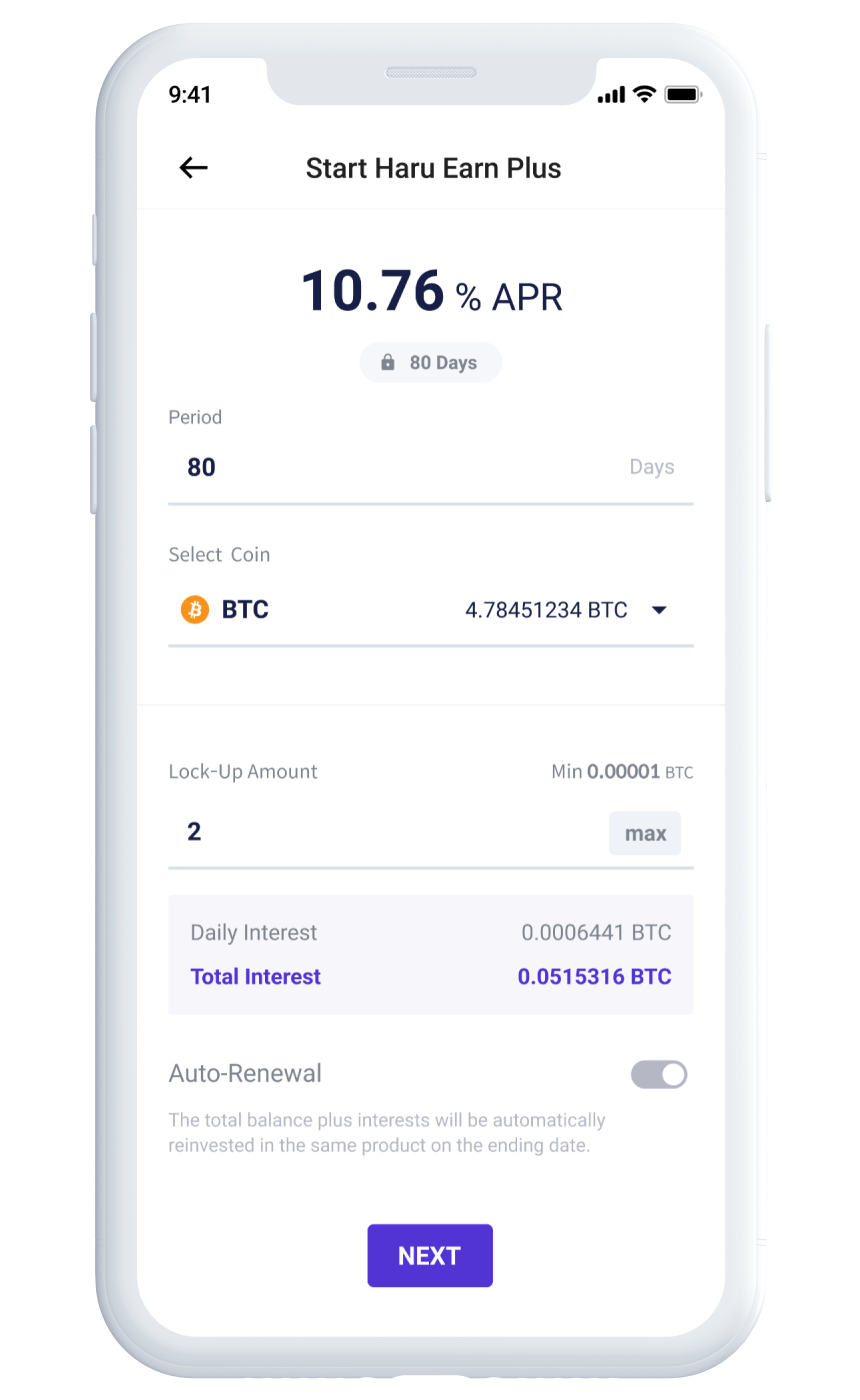 9:41
Start Haru Earn Plus
10.76 % APR
80 Days
Period
80 Days
Select Coin
BTC 4.78451234 BTC
Lock-Up Amount Min 0.00001 BTC
2 max
Daily Interest 0.0006441 BTC
Total Interest 0.0515316 BTC
Auto-Renewal
The total balance plus interests will be automatically
reinvested in the same product on the ending date.
NEXT